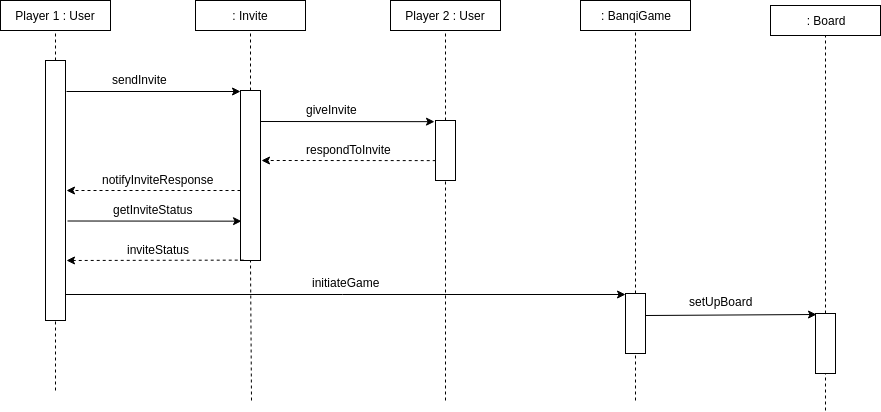 Player 1 : User
: Invite
Player 2 : User
: BanqiGame
: Board
sendInvite
giveInvite
respondToInvite
notifyInviteResponse
getInviteStatus
inviteStatus
initiateGame
setUpBoard